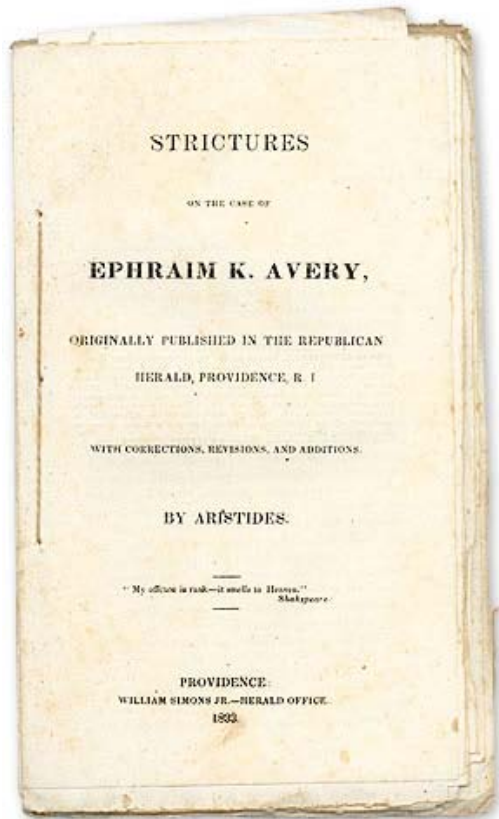 STRICTURES
ON THE CASE OF
EPHRAIM K. AVERY,
ORIGINALLY PUBLISHED IN THE REPUBLICAN
HERALD, PROVIDENCE, R. I
WITH CORRECTIONS, REVISIONS, AND ADDITIONS.
BY ARISTIDES.
" My offence is rank—it smells to Heaven."
Shakspeare.
PROVIDENCE:
WILLIAM SIMONS JR.—HERALD OFFICE.
1833.